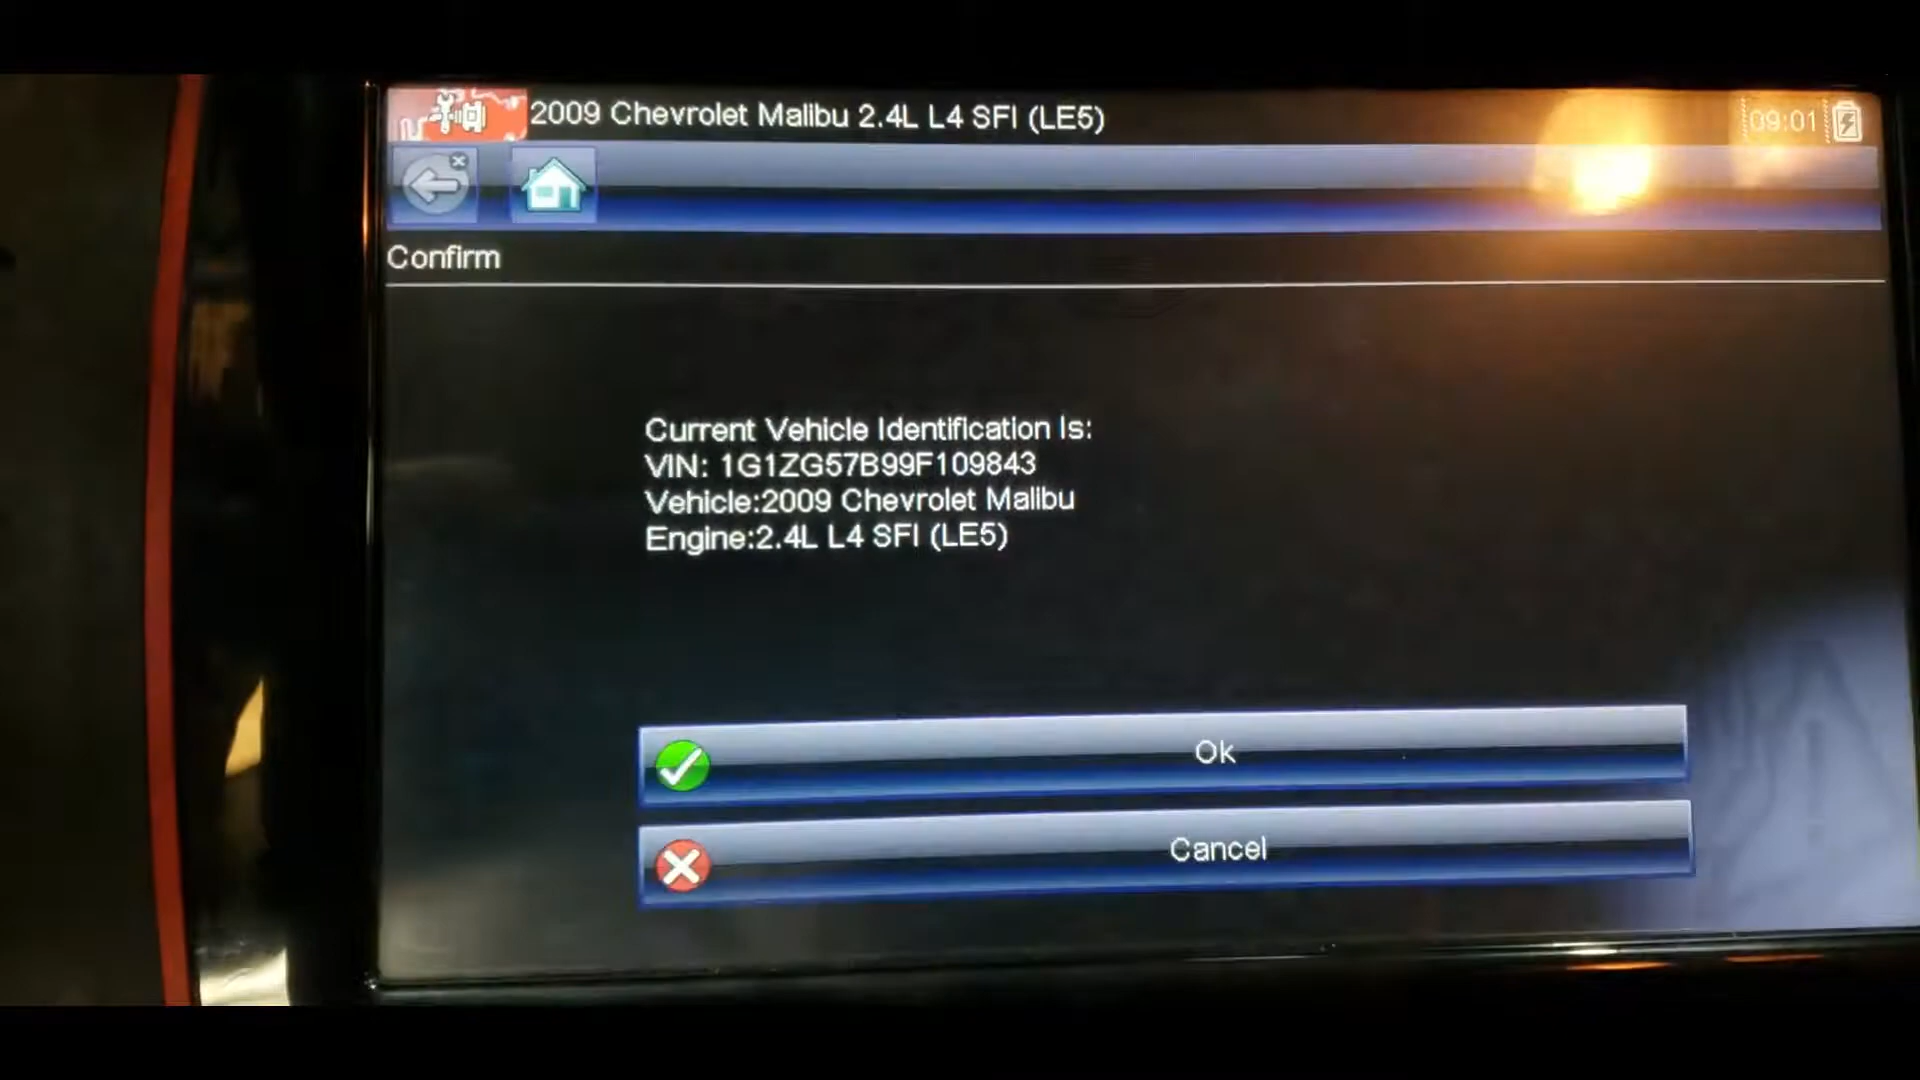 2009 Chevrolet Malibu 2.4L L4 SFI (LE5)
09:01
Confirm
Current Vehicle Identification Is:
VIN: 1G1ZG57B99F109843
Vehicle:2009 Chevrolet Malibu
Engine:2.4L L4 SFI (LE5)
Ok
Cancel